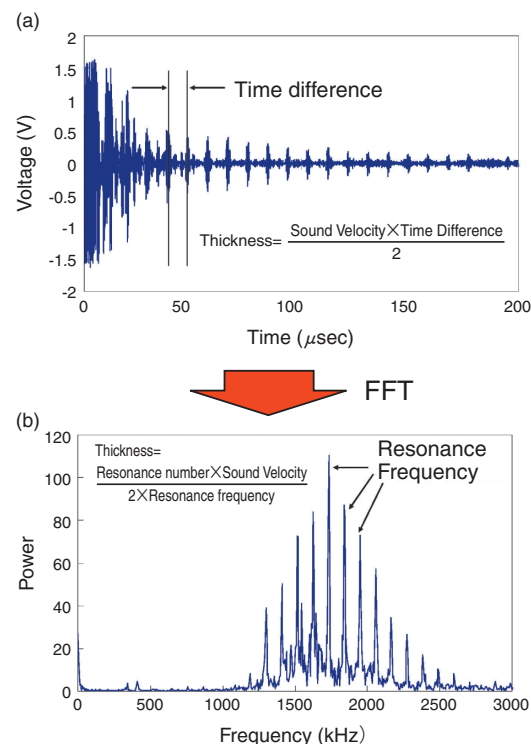 (a)
2
1.5
1
0.5
0
-0.5
-1
-1.5
-2
Voltage (V)
Time difference
Thickness= Sound Velocity×Time Difference
2
0
50
100
150
200
Time (μsec)
FFT
(b)
120
100
80
60
40
20
0
Power
Thickness=
Resonance number×Sound Velocity
2×Resonance frequency
Resonance
Frequency
0
500
1000
1500
2000
2500
3000
Frequency (kHz)